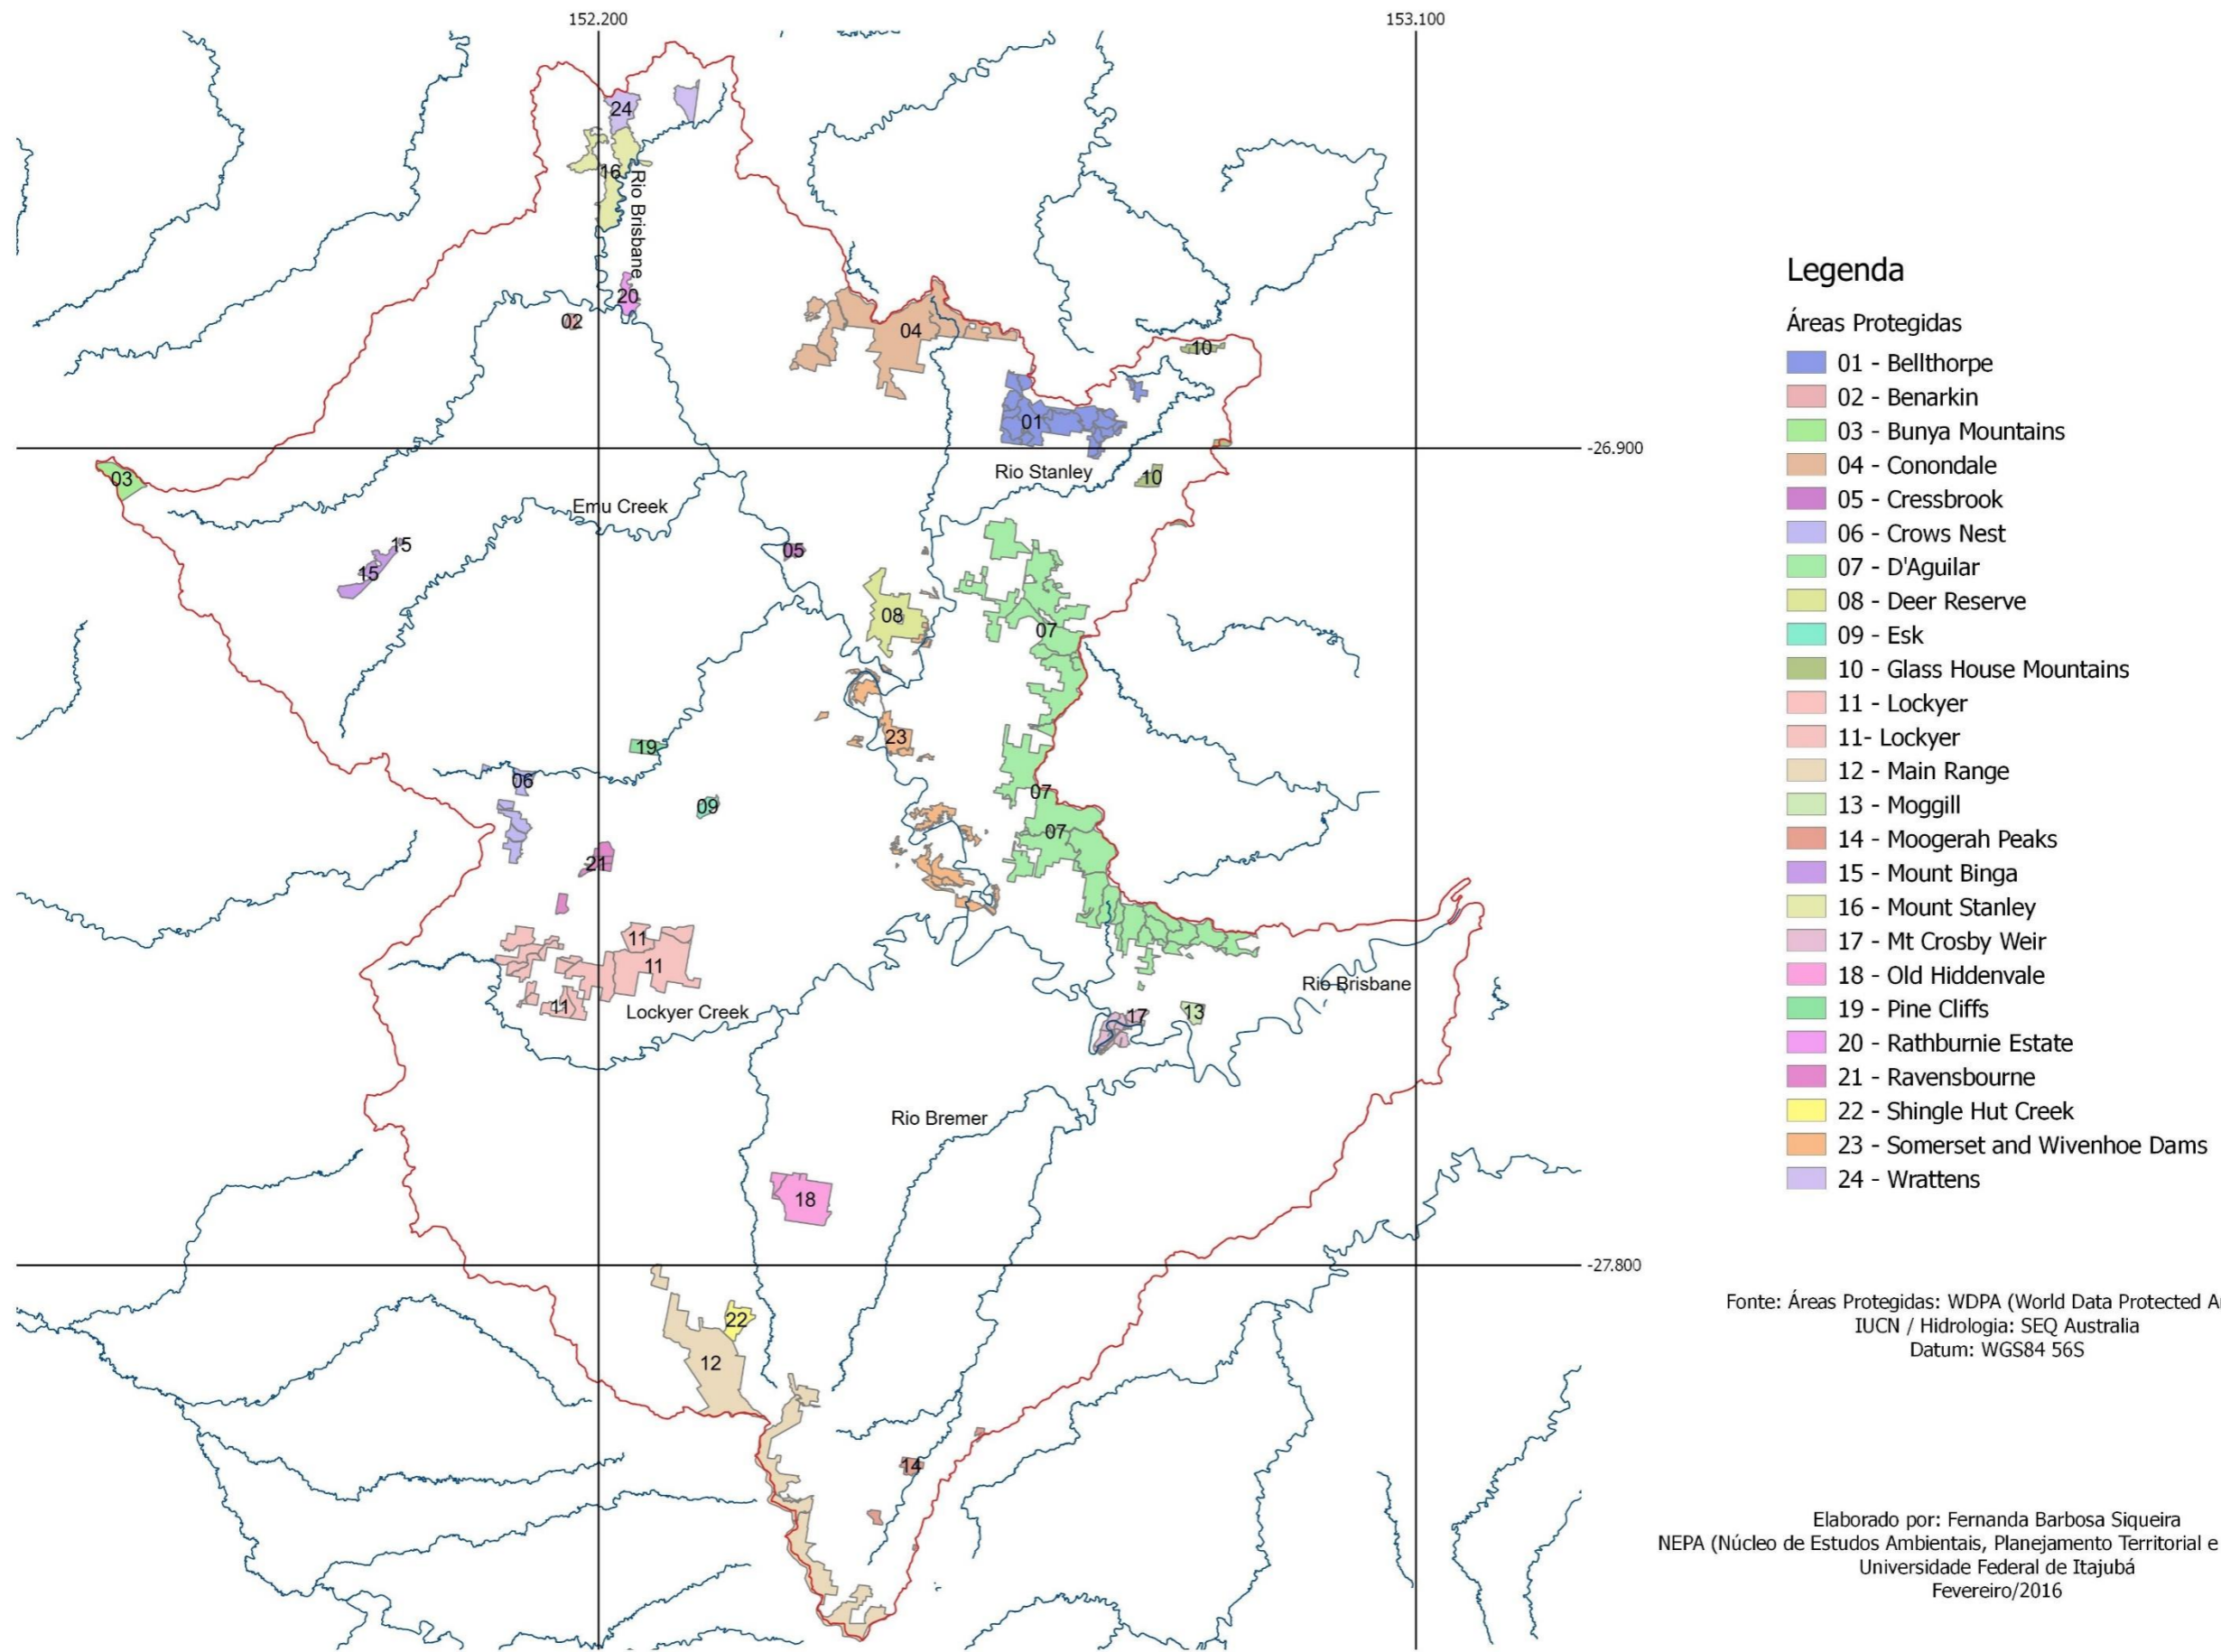 152.200
153.100
24
16
Rio Brisbane
20
02
04
10
01
-26.900
Rio Stanley
10
03
Emu Creek
15
15
05
08
07
23
19
06
07
09
07
21
11
11
11
Lockyer Creek
Rio Brisbane
17
13
Rio Bremer
18
-27.800
22
12
14
Legenda
Áreas Protegidas
01 - Bellthorpe
02 - Benarkin
03 - Bunya Mountains
04 - Conondale
05 - Cressbrook
06 - Crows Nest
07 - D'Aguilar
08 - Deer Reserve
09 - Esk
10 - Glass House Mountains
11 - Lockyer
11- Lockyer
12 - Main Range
13 - Moggill
14 - Moogerah Peaks
15 - Mount Binga
16 - Mount Stanley
17 - Mt Crosby Weir
18 - Old Hiddenvale
19 - Pine Cliffs
20 - Rathburnie Estate
21 - Ravensbourne
22 - Shingle Hut Creek
23 - Somerset and Wivenhoe Dams
24 - Wrattens
Fonte: Áreas Protegidas: WDPA (World Data Protected
IUCN / Hidrologia: SEQ Australia
Datum: WGS84 56S
Elaborado por: Fernanda Barbosa Siqueira
NEPA (Núcleo de Estudos Ambientais, Planejamento Territorial e
Universidade Federal de Itajubá
Fevereiro/2016